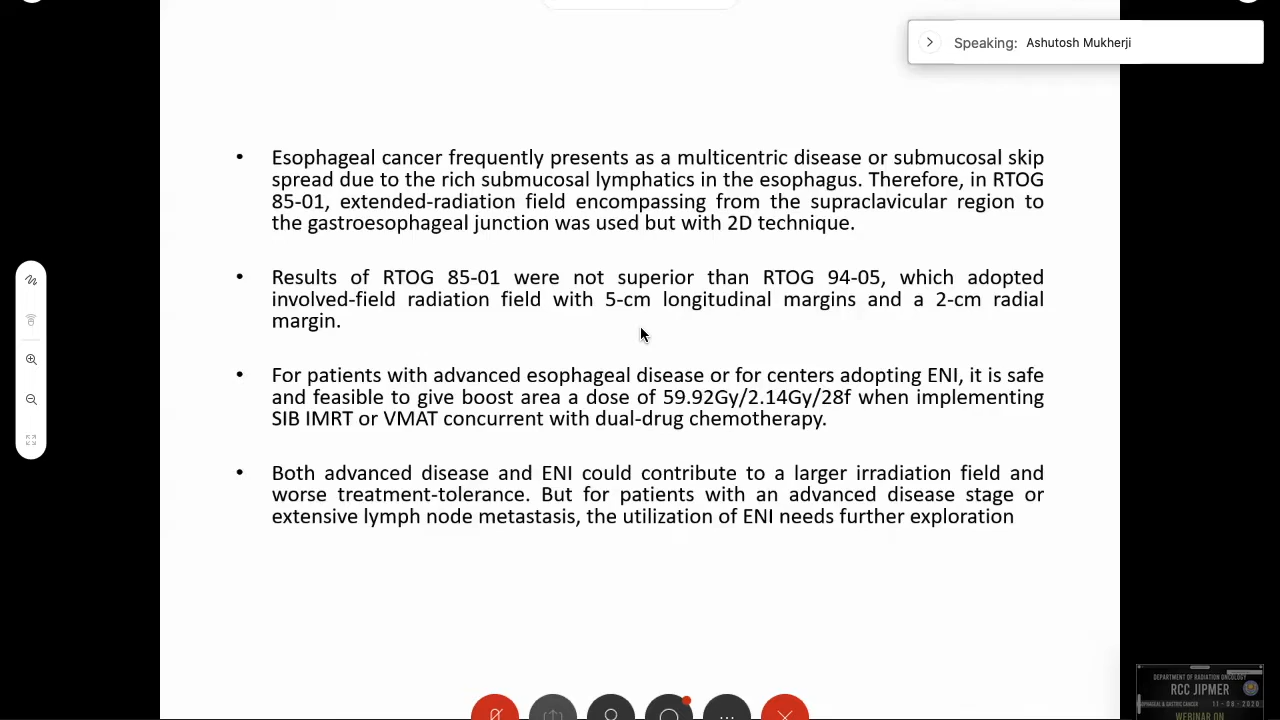 Speaking: Ashutosh Mukherji
• Esophageal cancer frequently presents as a multicentric disease or submucosal skip
spread due to the rich submucosal lymphatics in the esophagus. Therefore, in RTOG
85-01, extended-radiation field encompassing from the supraclavicular region to
the gastroesophageal junction was used but with 2D technique.
• Results of RTOG 85-01 were not superior than RTOG 94-05, which adopted
involved-field radiation field with 5-cm longitudinal margins and a 2-cm radial
margin.
• For patients with advanced esophageal disease or for centers adopting ENI, it is safe
and feasible to give boost area a dose of 59.92Gy/2.14Gy/28f when implementing
SIB IMRT or VMAT concurrent with dual-drug chemotherapy.
• Both advanced disease and ENI could contribute to a larger irradiation field and
worse treatment-tolerance. But for patients with an advanced disease stage or
extensive lymph node metastasis, the utilization of ENI needs further exploration
DEPARTMENT OF RADIATION ONCOLOGY
RCC JIPMER
& GASTRIC CANCER 11-08-2020
WEBINAR ON